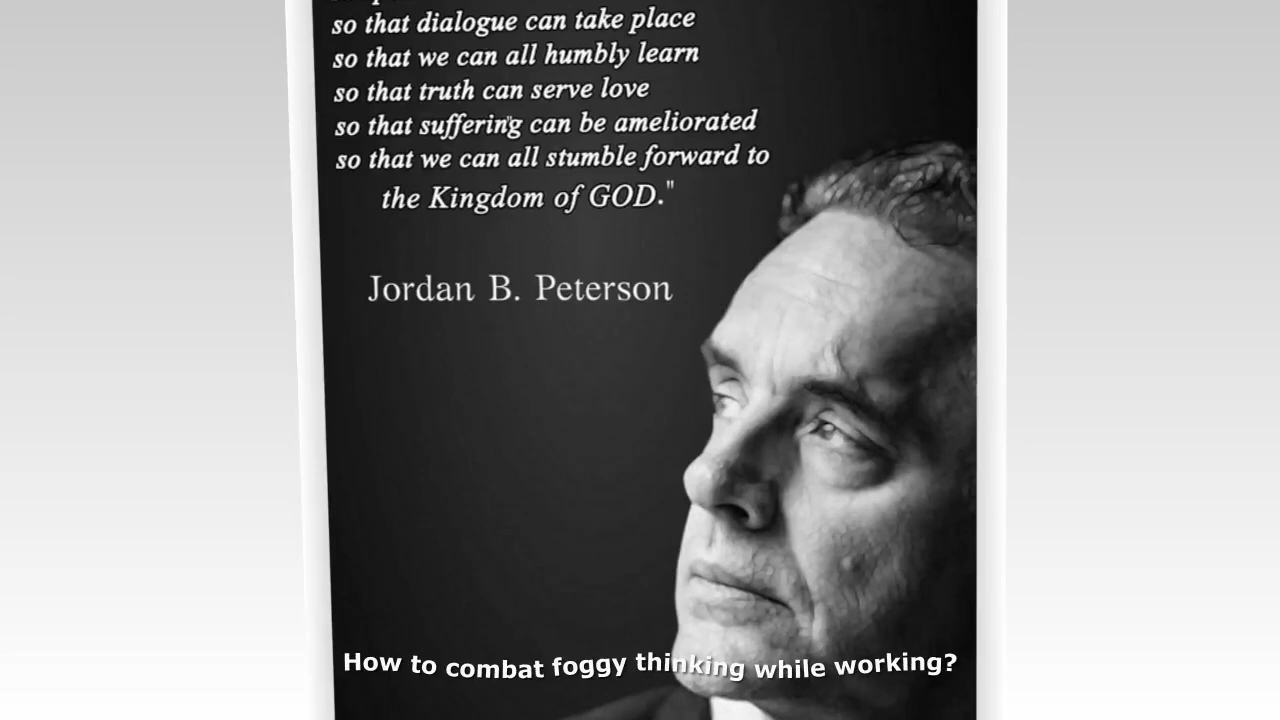 so that dialogue can take place
so that we can all humbly learn
so that truth can serve love
so that suffering can be ameliorated
so that we can all stumble forward to
the Kingdom of GOD."
Jordan B. Peterson
How to combat foggy thinking while working?